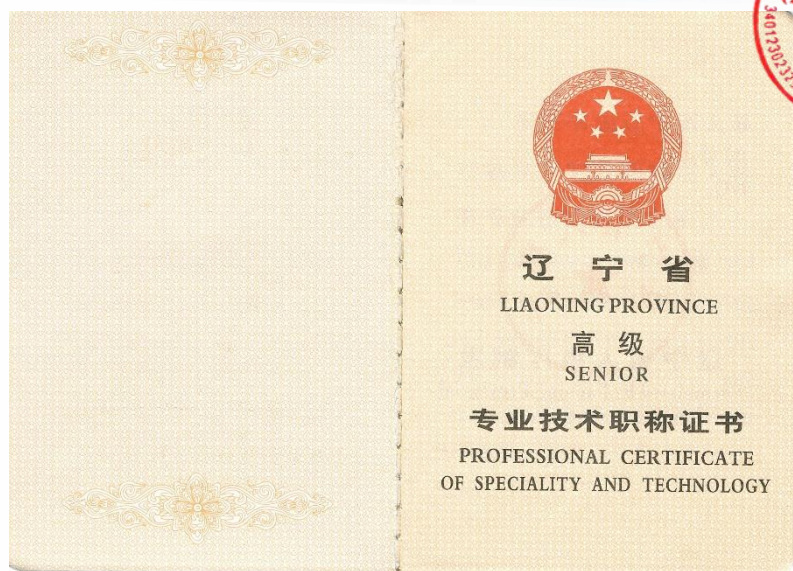 辽宁省
LIAONING PROVINCE
高级
SENIOR
专业技术职称证书
PROFESSIONAL CERTIFICATE
OF SPECIALITY AND TECHNOLOGY